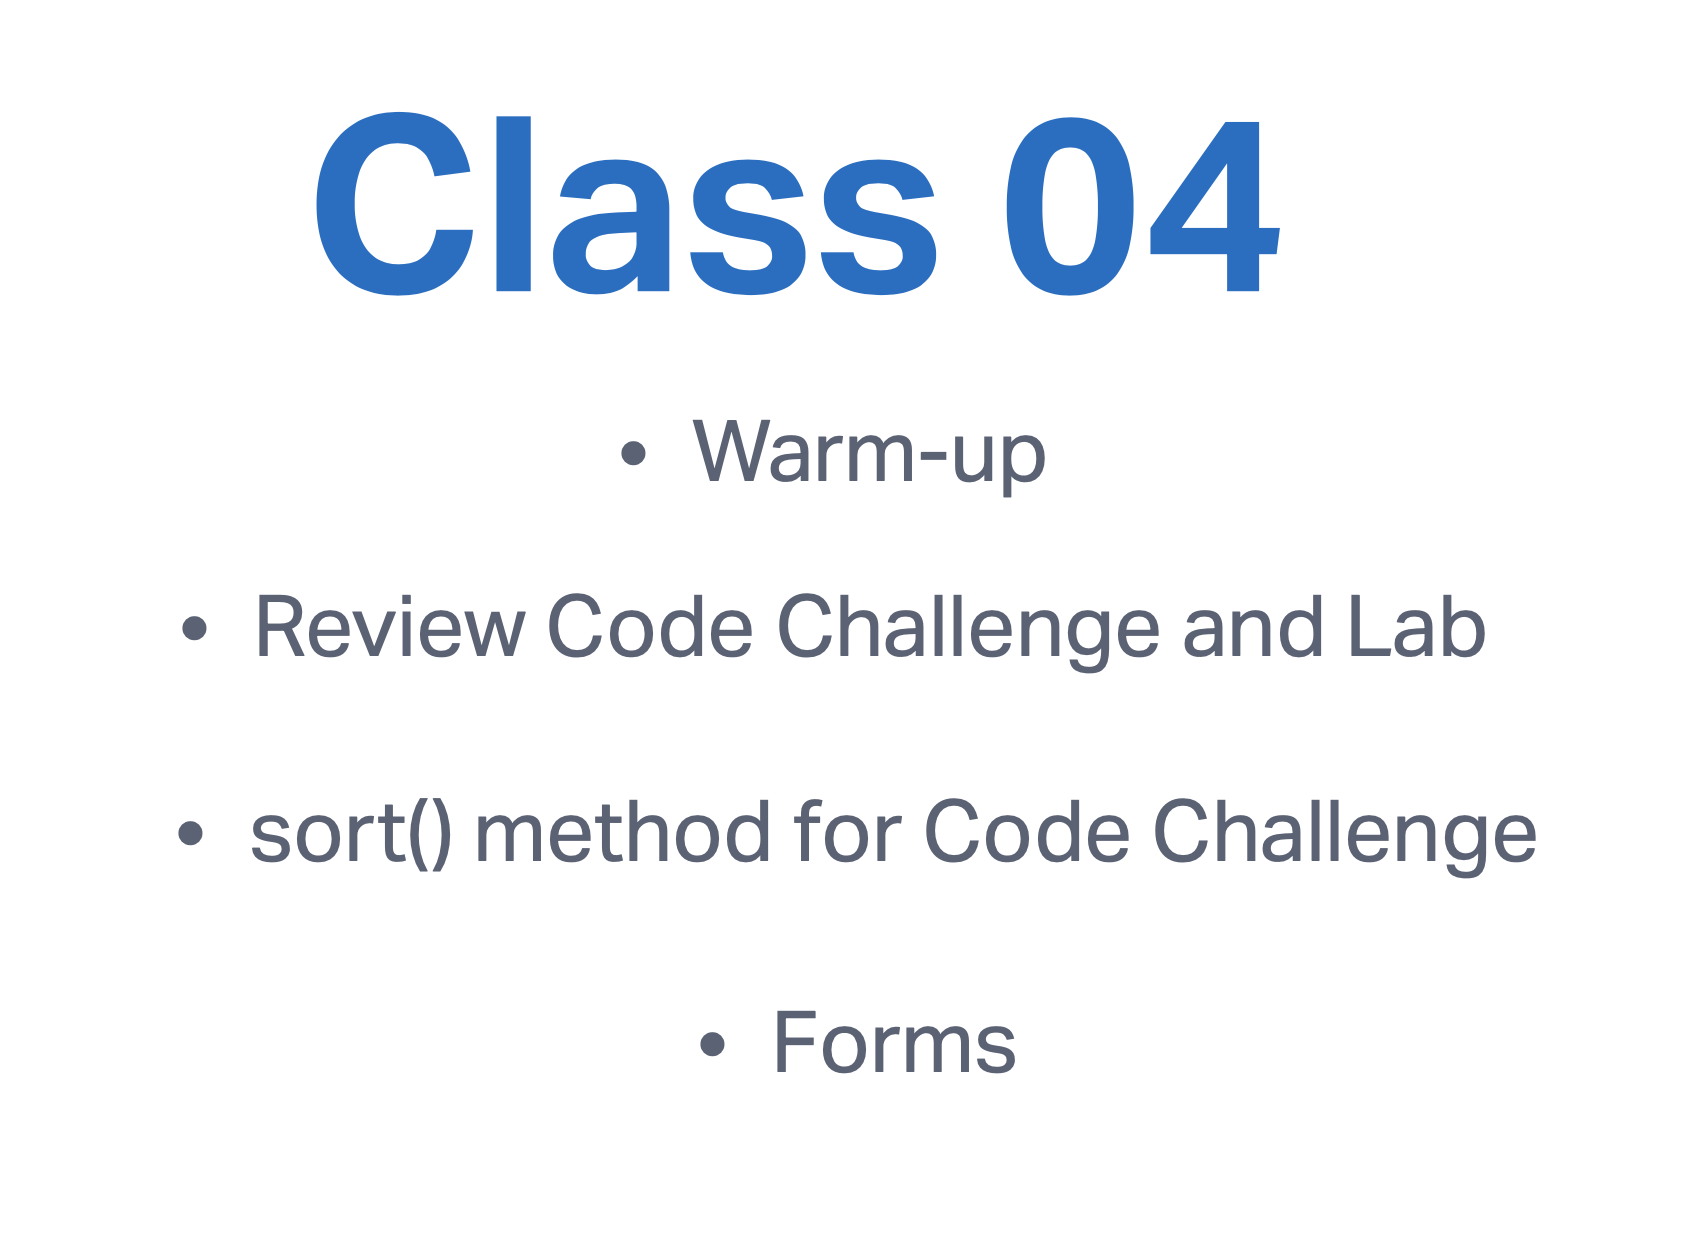 Class 04
• Warm-up
• Review Code Challenge and Lab
• sort() method for Code Challenge
• Forms